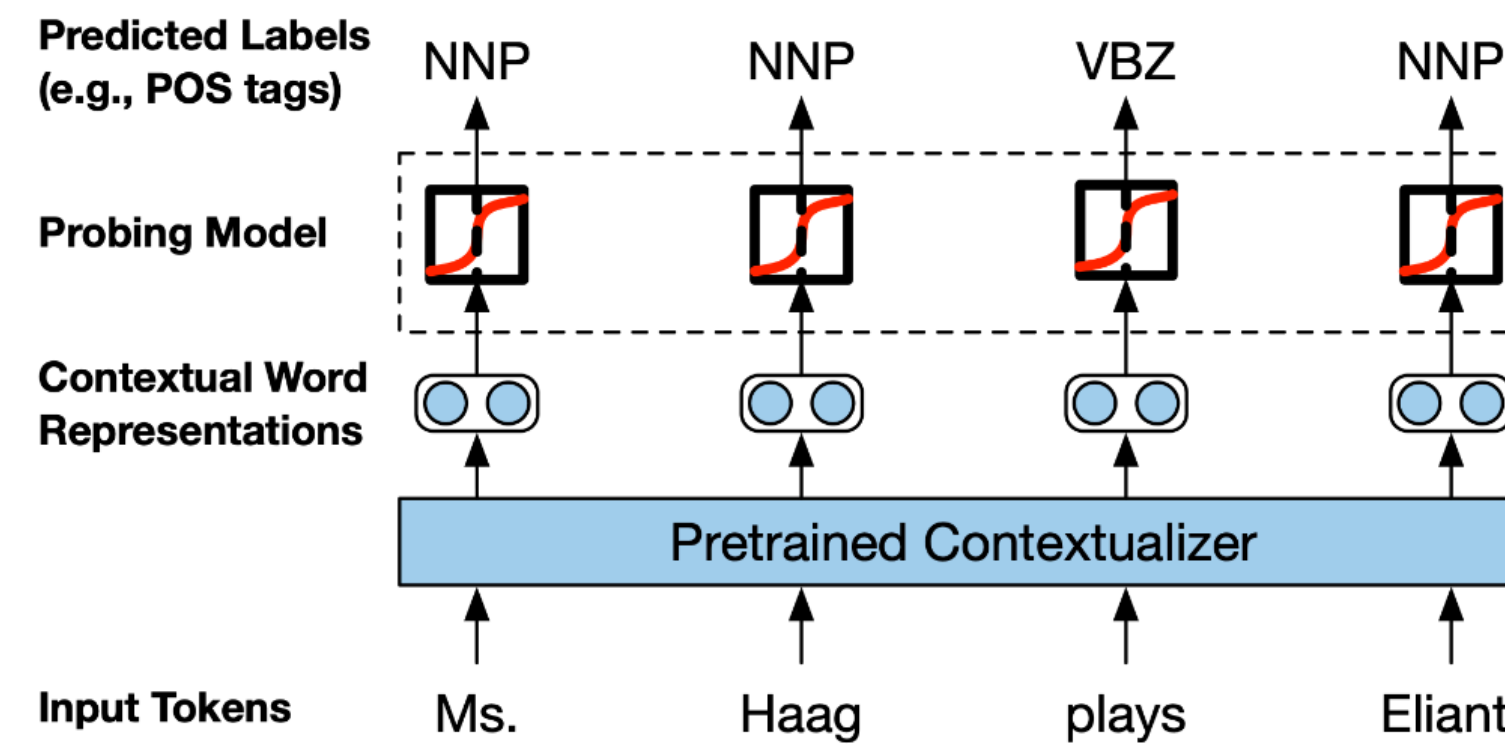 Predicted Labels
(e.g., POS tags)
NNP NNP VBZ NNP
Probing Model
Contextual Word
Representations
Pretrained Contextualizer
Input Tokens
Ms. Haag plays Eliant